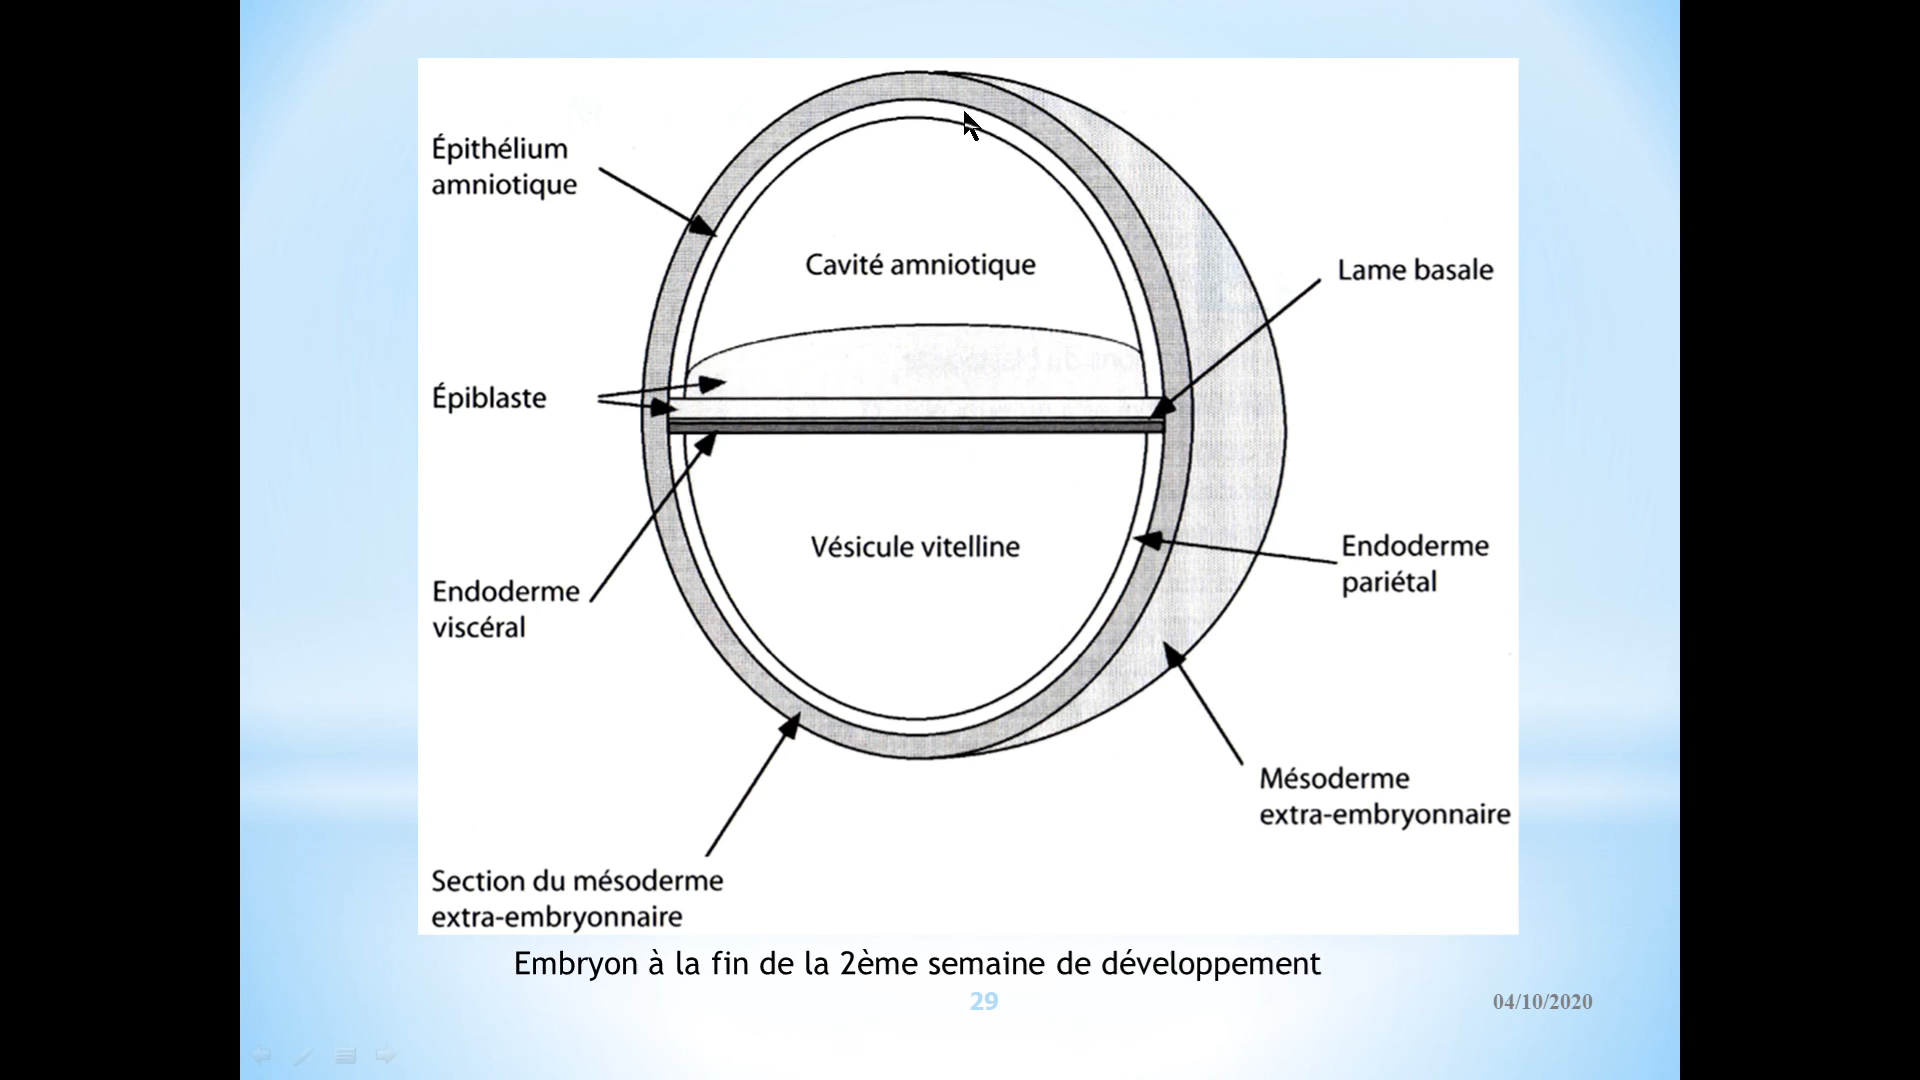 Épithélium
amniotique
Cavité amniotique
Lame basale
Épiblaste
Vésicule vitelline
Endoderme
pariétal
Endoderme
viscéral
Mésoderme
extra-embryonnaire
Section du mésoderme
extra-embryonnaire
Embryon à la fin de la 2ème semaine de développement
29
04/10/2020